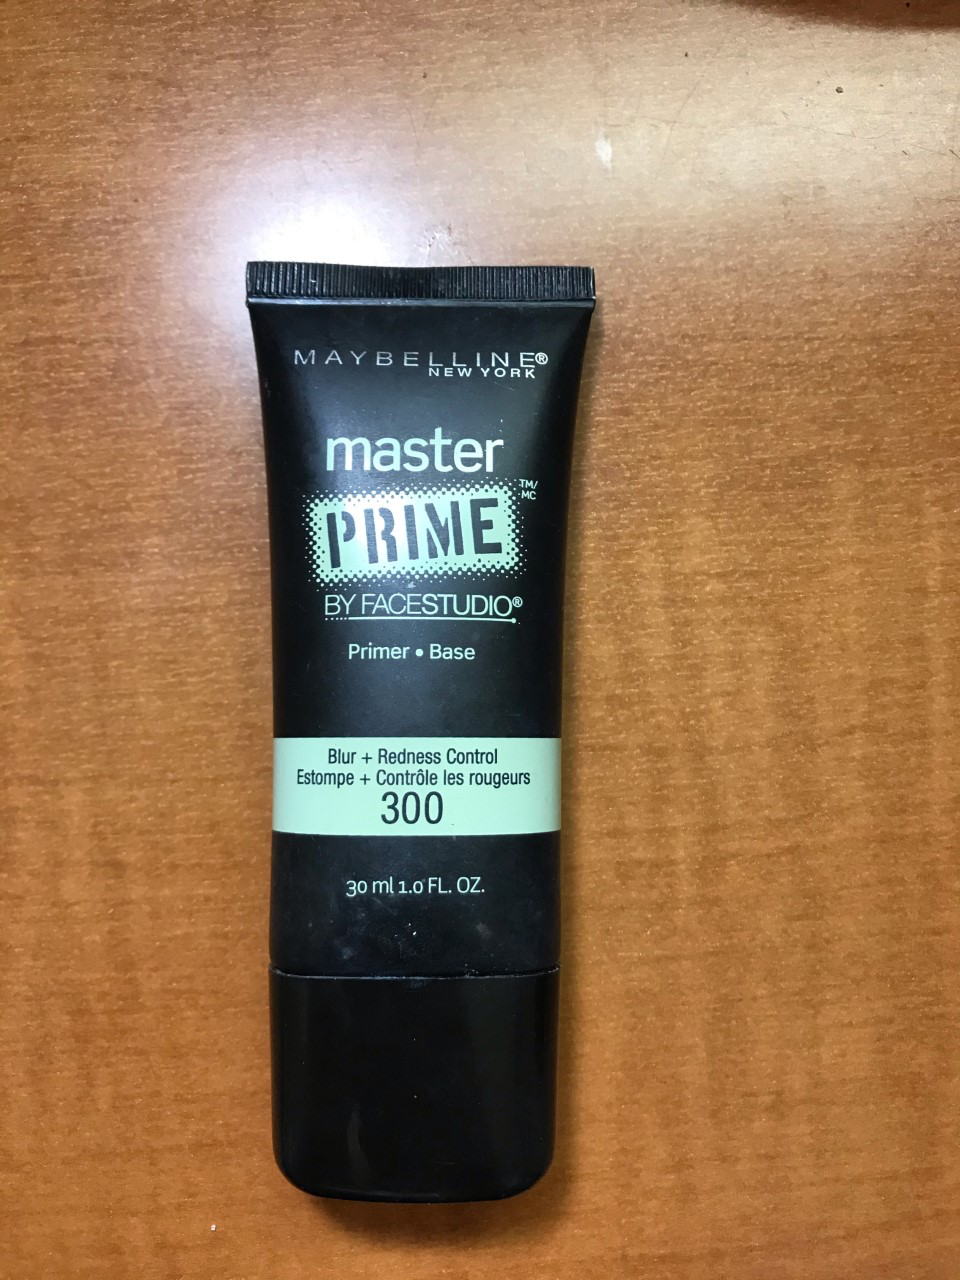 MAYBELLINE®
NEW YORK
master
PRIME TM/
MC
BY FACESTUDIO®
Primer • Base
Blur + Redness Control
Estompe + Contrôle les rougeurs
300
30 ml 1.0 FL. OZ.